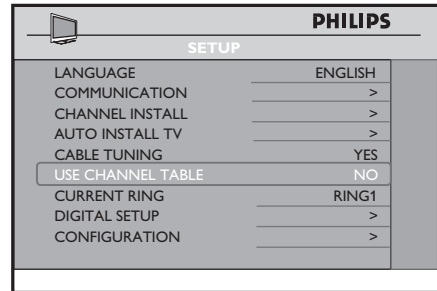 PHILIPS
SETUP
LANGUAGE ENGLISH
COMMUNICATION >
CHANNEL INSTALL >
AUTO INSTALL TV >
CABLE TUNING YES
USE CHANNEL TABLE NO
CURRENT RING RING1
DIGITAL SETUP >
CONFIGURATION >